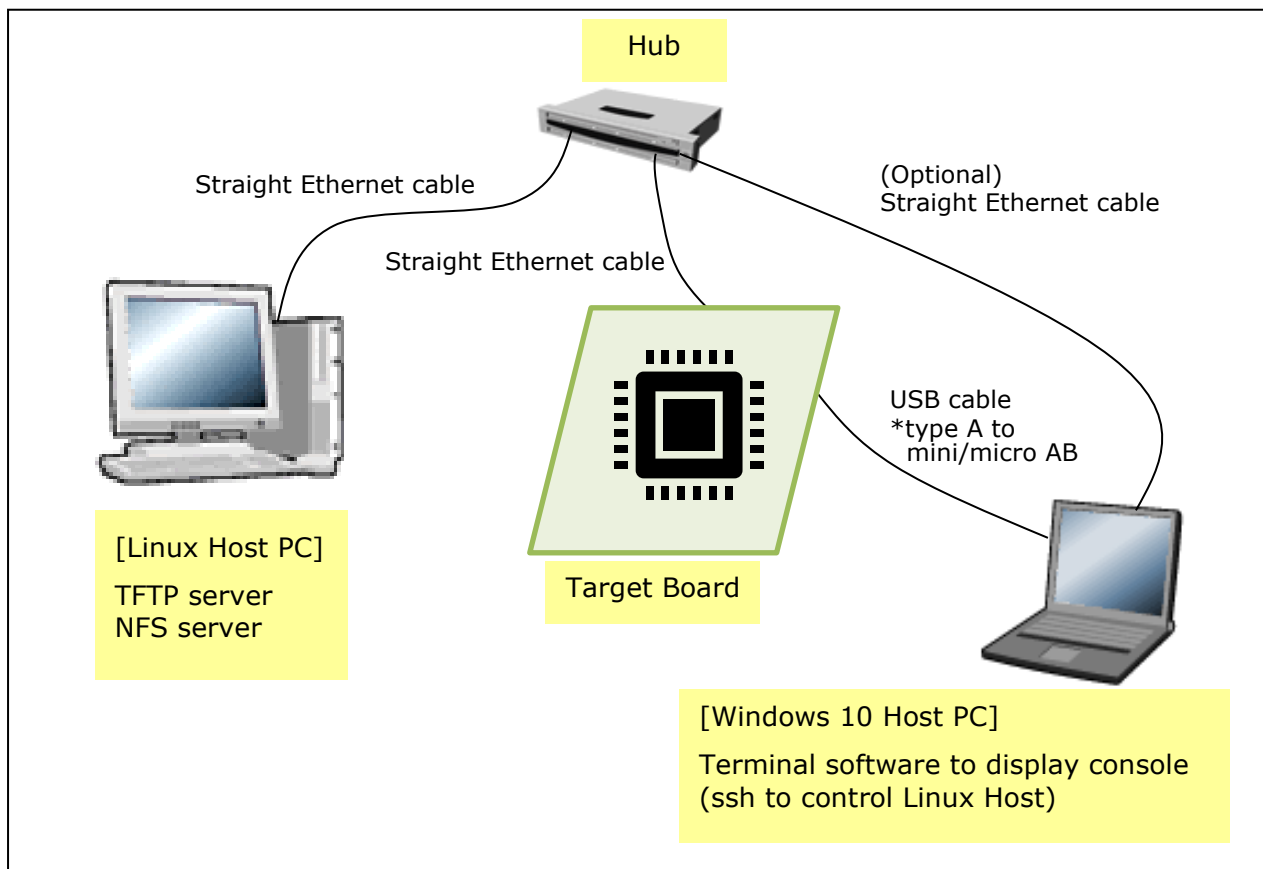 Hub
Straight Ethernet cable
(Optional)
Straight Ethernet cable
Straight Ethernet cable
USB cable
*type A to
mini/micro AB
[Linux Host PC]
TFTP server
NFS server
Target Board
[Windows 10 Host PC]
Terminal software to display console
(ssh to control Linux Host)